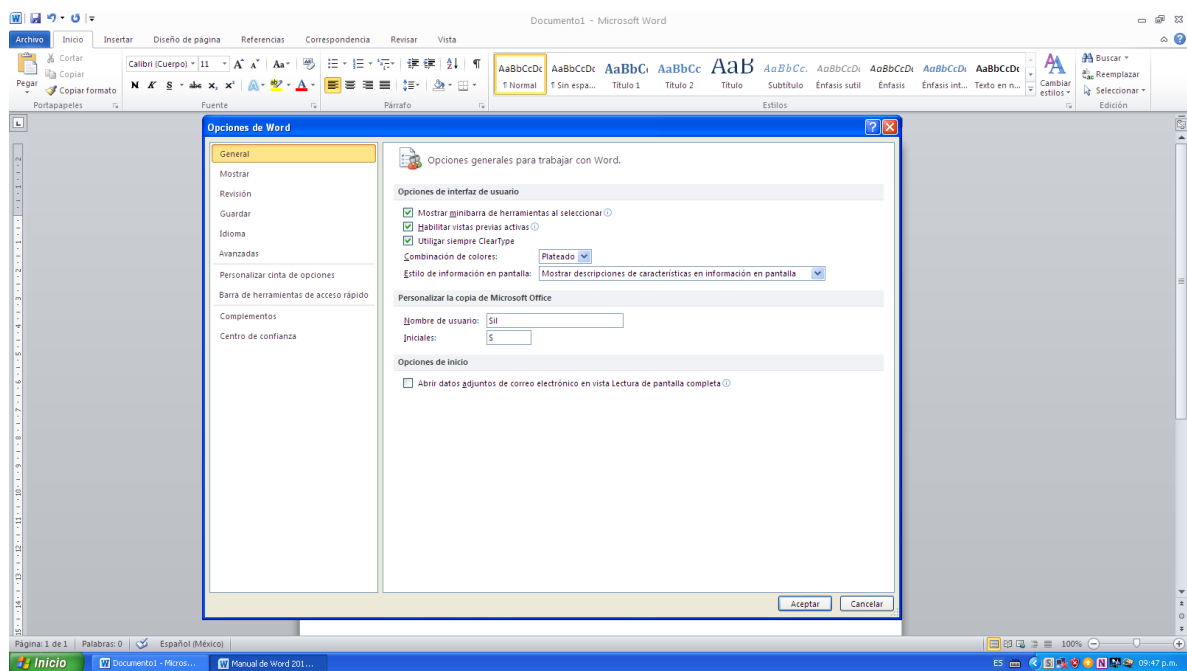 Documento1 - Microsoft Word
Archivo Inicio Insertar Diseño de página Referencias Correspondencia Revisar Vista
Pegar
Cortar
Copiar
Copiar formato
Portapapeles
Calibri (Cuerpo) 11
N K S abc x₂ x²
Fuente
Párrafo
AaBbCcDc AaBbCcDc AaBbC AaBbCc AaB AaBbCc. AaBbCcDi AaBbCcDi AaBbCcDi AaBbCcDc
¶ Normal ¶ Sin espa... Título 1 Título 2 Título Subtítulo Énfasis sutil Énfasis Énfasis int... Texto en n...
Estilos
Cambiar estilos
Buscar
Reemplazar
Seleccionar
Edición
Opciones de Word
General
Mostrar
Revisión
Guardar
Idioma
Avanzadas
Personalizar cinta de opciones
Barra de herramientas de acceso rápido
Complementos
Centro de confianza
Opciones generales para trabajar con Word.
Opciones de interfaz de usuario
Mostrar minibarra de herramientas al seleccionar
Habilitar vistas previas activas
Utilizar siempre ClearType
Combinación de colores: Plateado
Estilo de información en pantalla: Mostrar descripciones de características en información en pantalla
Personalizar la copia de Microsoft Office
Nombre de usuario: Sil
Iniciales: S
Opciones de inicio
Abrir datos adjuntos de correo electrónico en vista Lectura de pantalla completa
Aceptar Cancelar
Página: 1 de 1 Palabras: 0 Español (México) 100%
Inicio Documento1 - Micros... Manual de Word 201... ES 09:47 p.m.